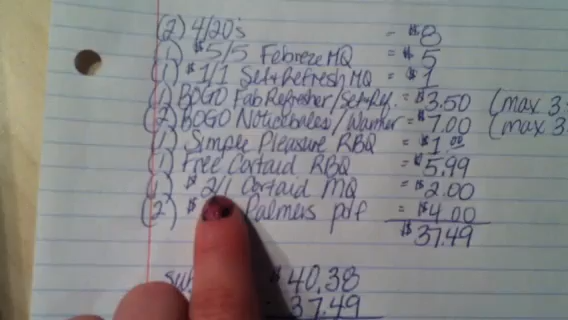 (2) 4/20's = $8
(1) $5/5 Febreze MQ = $5
(1) $1/1 Set+Refresh MQ = $1
(1) BOGO Fab Refresher/Set+Ref. = $3.50 (max 3.
(2) BOGO Noticeables/Warmer = $7.00 (max 3.
(1) Simple Pleasure RBQ = $1.00
(1) Free Cortaid RBQ = $5.99
(1) $2/1 Cortaid MQ = $2.00
(2) $ Palmers pdf = $4.00
$37.49
$40.38
37.49